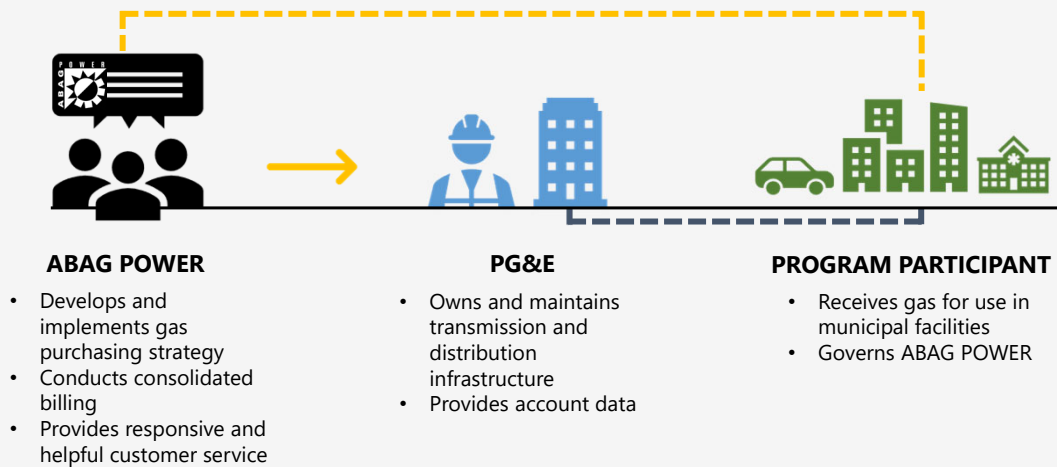 POWER
ABAG
ABAG POWER
• Develops and
implements gas
purchasing strategy
• Conducts consolidated
billing
• Provides responsive and
helpful customer service
PG&E
• Owns and maintains
transmission and
distribution
infrastructure
• Provides account data
PROGRAM PARTICIPANT
• Receives gas for use in
municipal facilities
• Governs ABAG POWER